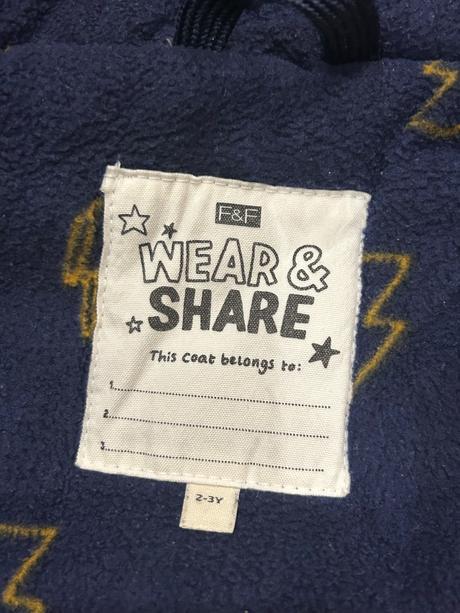 F&F
WEAR &
SHARE
This coat belongs to:
1.
2.
3.
2-3Y